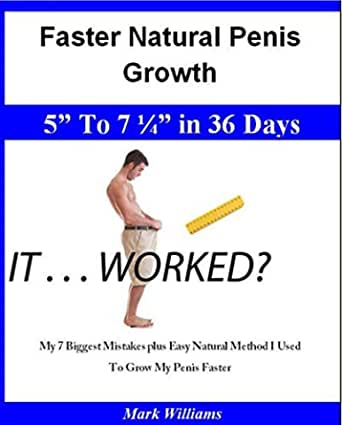 Faster Natural Penis
Growth
5” To 7 ¼” in 36 Days
IT . . . WORKED?
My 7 Biggest Mistakes plus Easy Natural Method I Used
To Grow My Penis Faster
Mark Williams